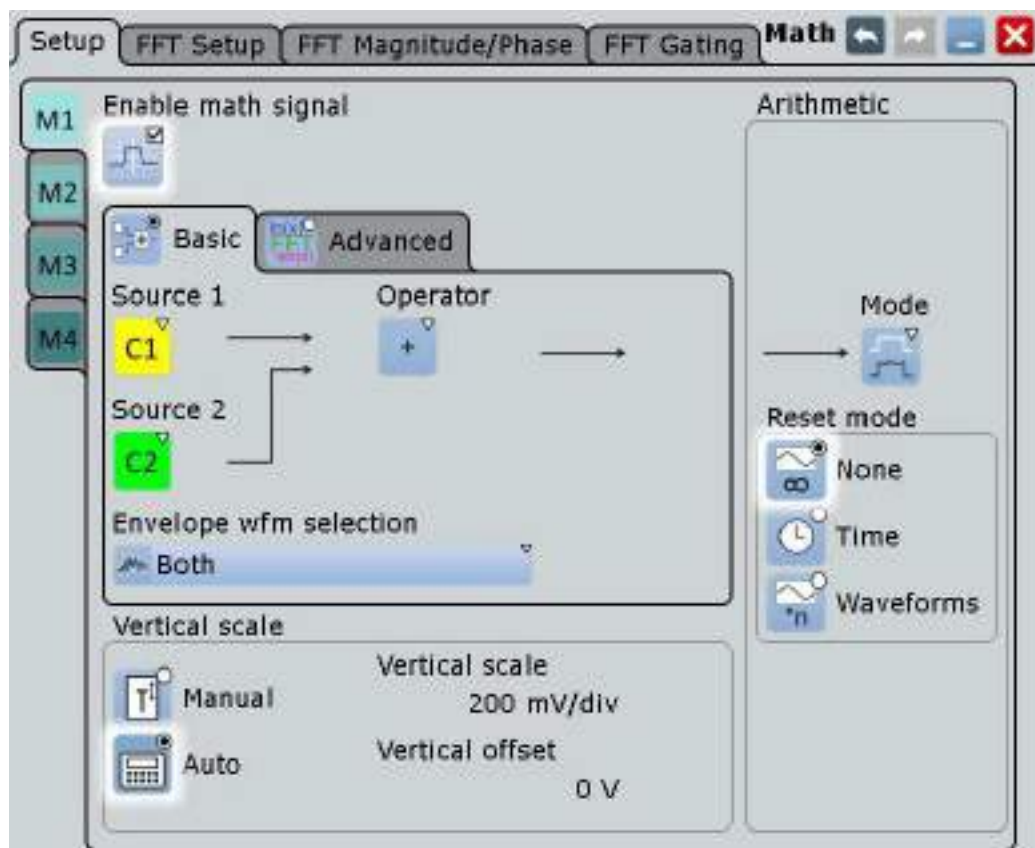 Setup FFT Setup FFT Magnitude/Phase FFT Gating Math
M1
M2
M3
M4
Enable math signal
Basic
FFT
Advanced
Source 1
C1
Operator
+
Source 2
C2
Envelope wfm selection
Both
Vertical scale
Manual
Auto
Vertical scale
200 mV/div
Vertical offset
0 V
Arithmetic
Mode
Reset mode
∞
None
Time
*n
Waveforms